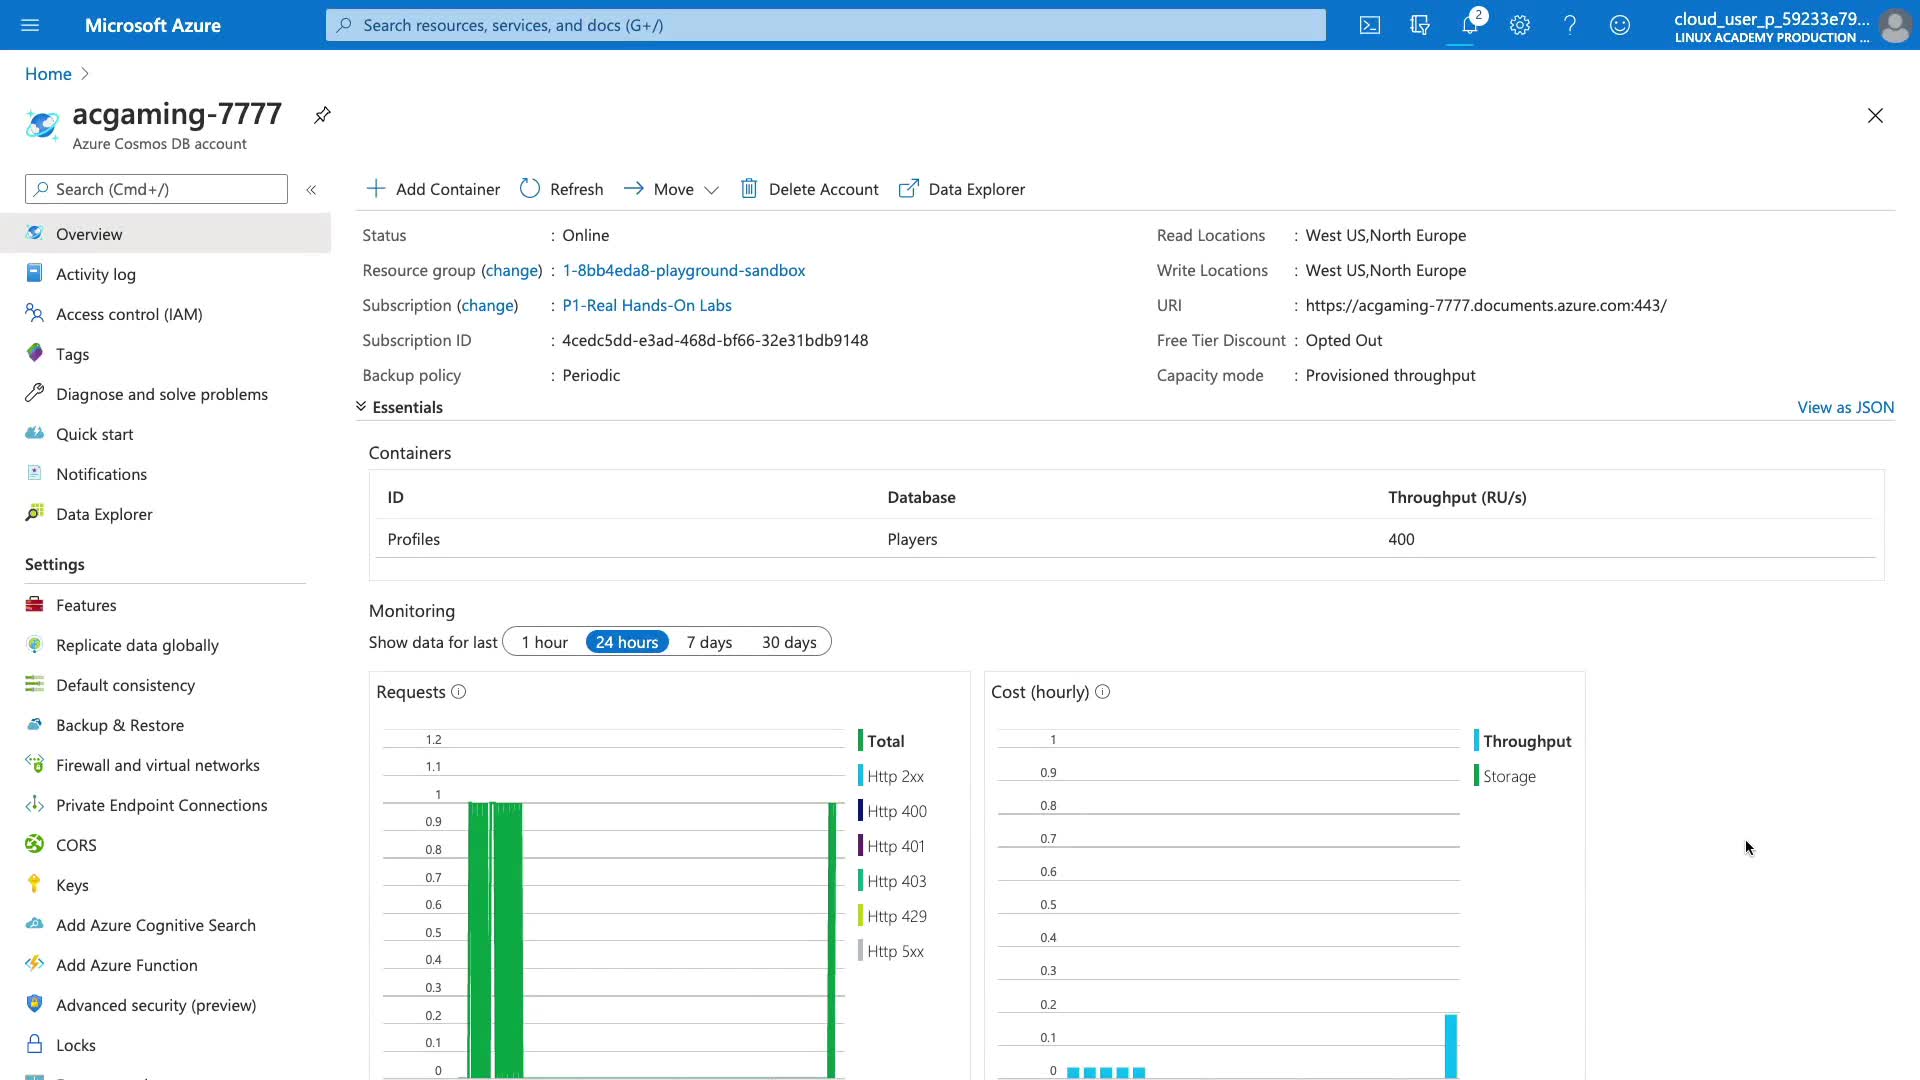 Microsoft Azure
Search resources, services, and docs (G+/)
2
cloud_user_p_59233e79...
LINUX ACADEMY PRODUCTION ...
Home
acgaming-7777
Azure Cosmos DB account
Search (Cmd+/)
«
Add Container
Refresh
Move
Delete Account
Data Explorer
Overview
Activity log
Access control (IAM)
Tags
Diagnose and solve problems
Quick start
Notifications
Data Explorer
Settings
Features
Replicate data globally
Default consistency
Backup & Restore
Firewall and virtual networks
Private Endpoint Connections
CORS
Keys
Add Azure Cognitive Search
Add Azure Function
Advanced security (preview)
Locks
Status : Online
Resource group (change) : 1-8bb4eda8-playground-sandbox
Subscription (change) : P1-Real Hands-On Labs
Subscription ID : 4cedc5dd-e3ad-468d-bf66-32e31bdb9148
Backup policy : Periodic
Read Locations : West US,North Europe
Write Locations : West US,North Europe
URI : https://acgaming-7777.documents.azure.com:443/
Free Tier Discount : Opted Out
Capacity mode : Provisioned throughput
Essentials
View as JSON
Containers
ID Database Throughput (RU/s)
Profiles Players 400
Monitoring
Show data for last 1 hour 24 hours 7 days 30 days
Requests
1.2
1.1
1
0.9
0.8
0.7
0.6
0.5
0.4
0.3
0.2
0.1
0
Total
Http 2xx
Http 400
Http 401
Http 403
Http 429
Http 5xx
Cost (hourly)
1
0.9
0.8
0.7
0.6
0.5
0.4
0.3
0.2
0.1
0
Throughput
Storage